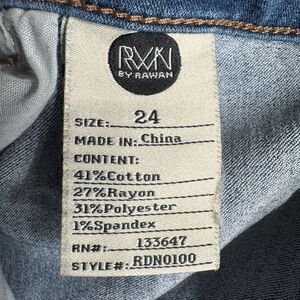 RWN
BY RAWAN
SIZE: 24
MADE IN: China
CONTENT:
41%Cotton
27%Rayon
31%Polyester
1%Spandex
RN#: 133647
STYLE#: RDN0100